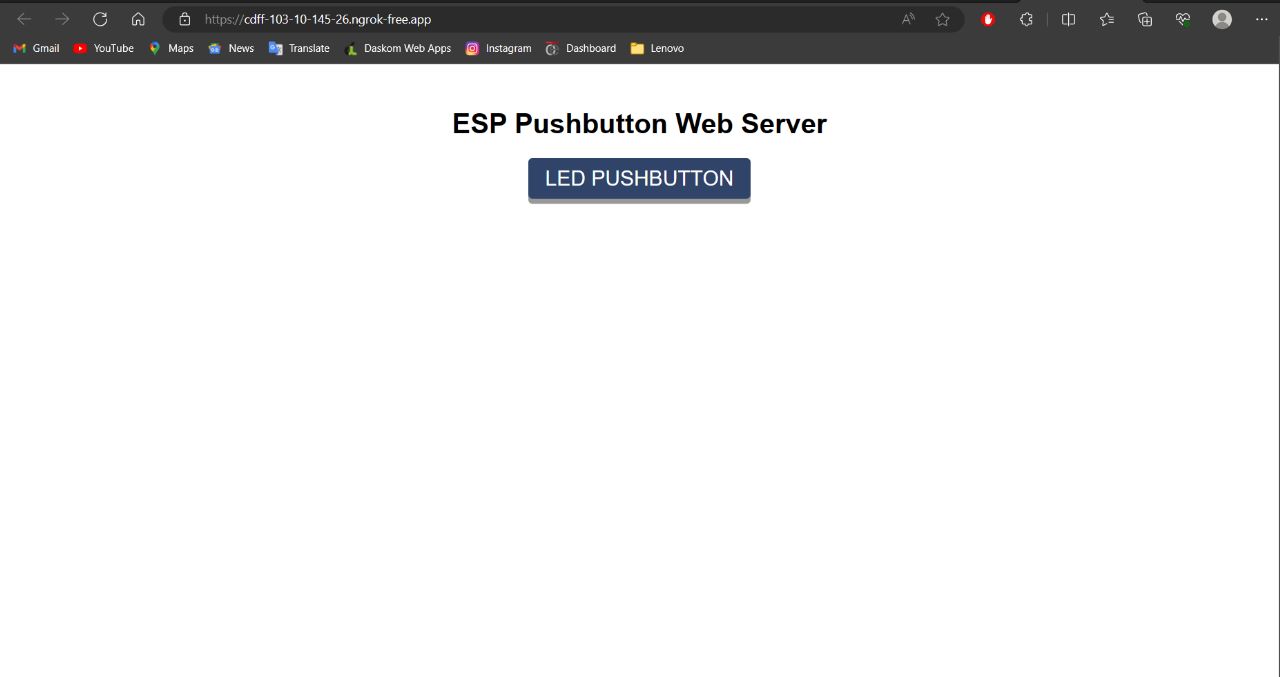 https://cdff-103-10-145-26.ngrok-free.app
Gmail YouTube Maps News Translate Daskom Web Apps Instagram Dashboard Lenovo
ESP Pushbutton Web Server
LED PUSHBUTTON